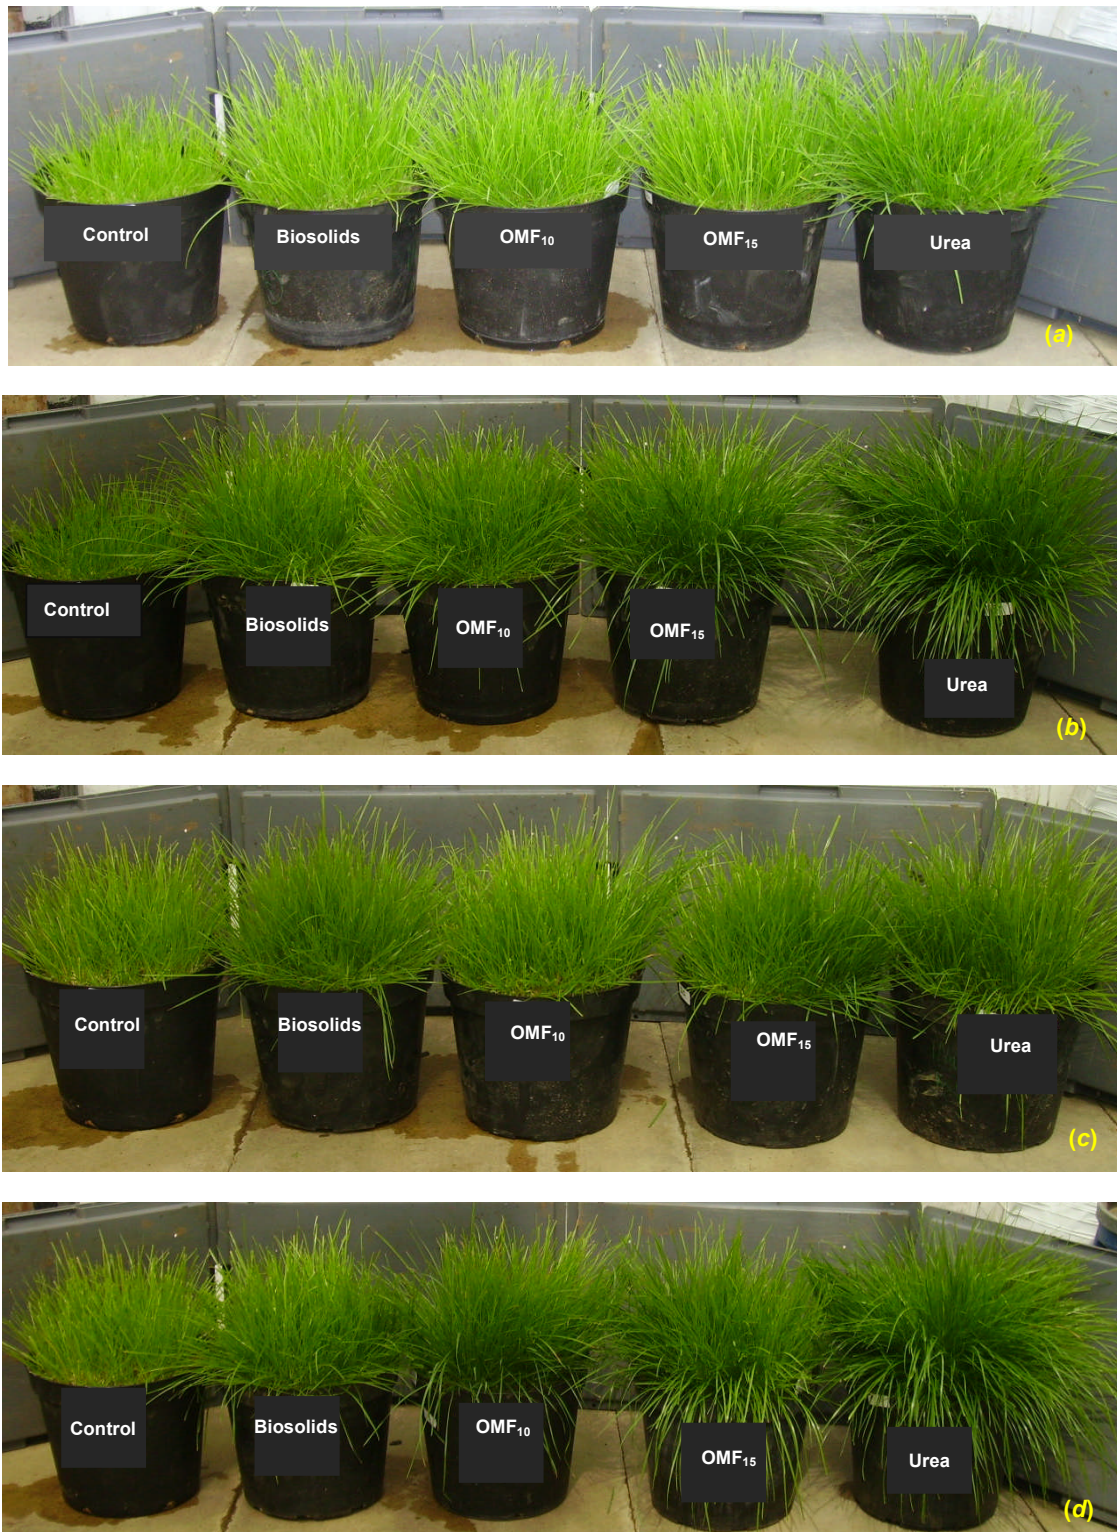 Control
Biosolids
OMF₁₀
OMF₁₅
Urea
(a)
Control
Biosolids
OMF₁₀
OMF₁₅
Urea
(b)
Control
Biosolids
OMF₁₀
OMF₁₅
Urea
(c)
Control
Biosolids
OMF₁₀
OMF₁₅
Urea
(d)